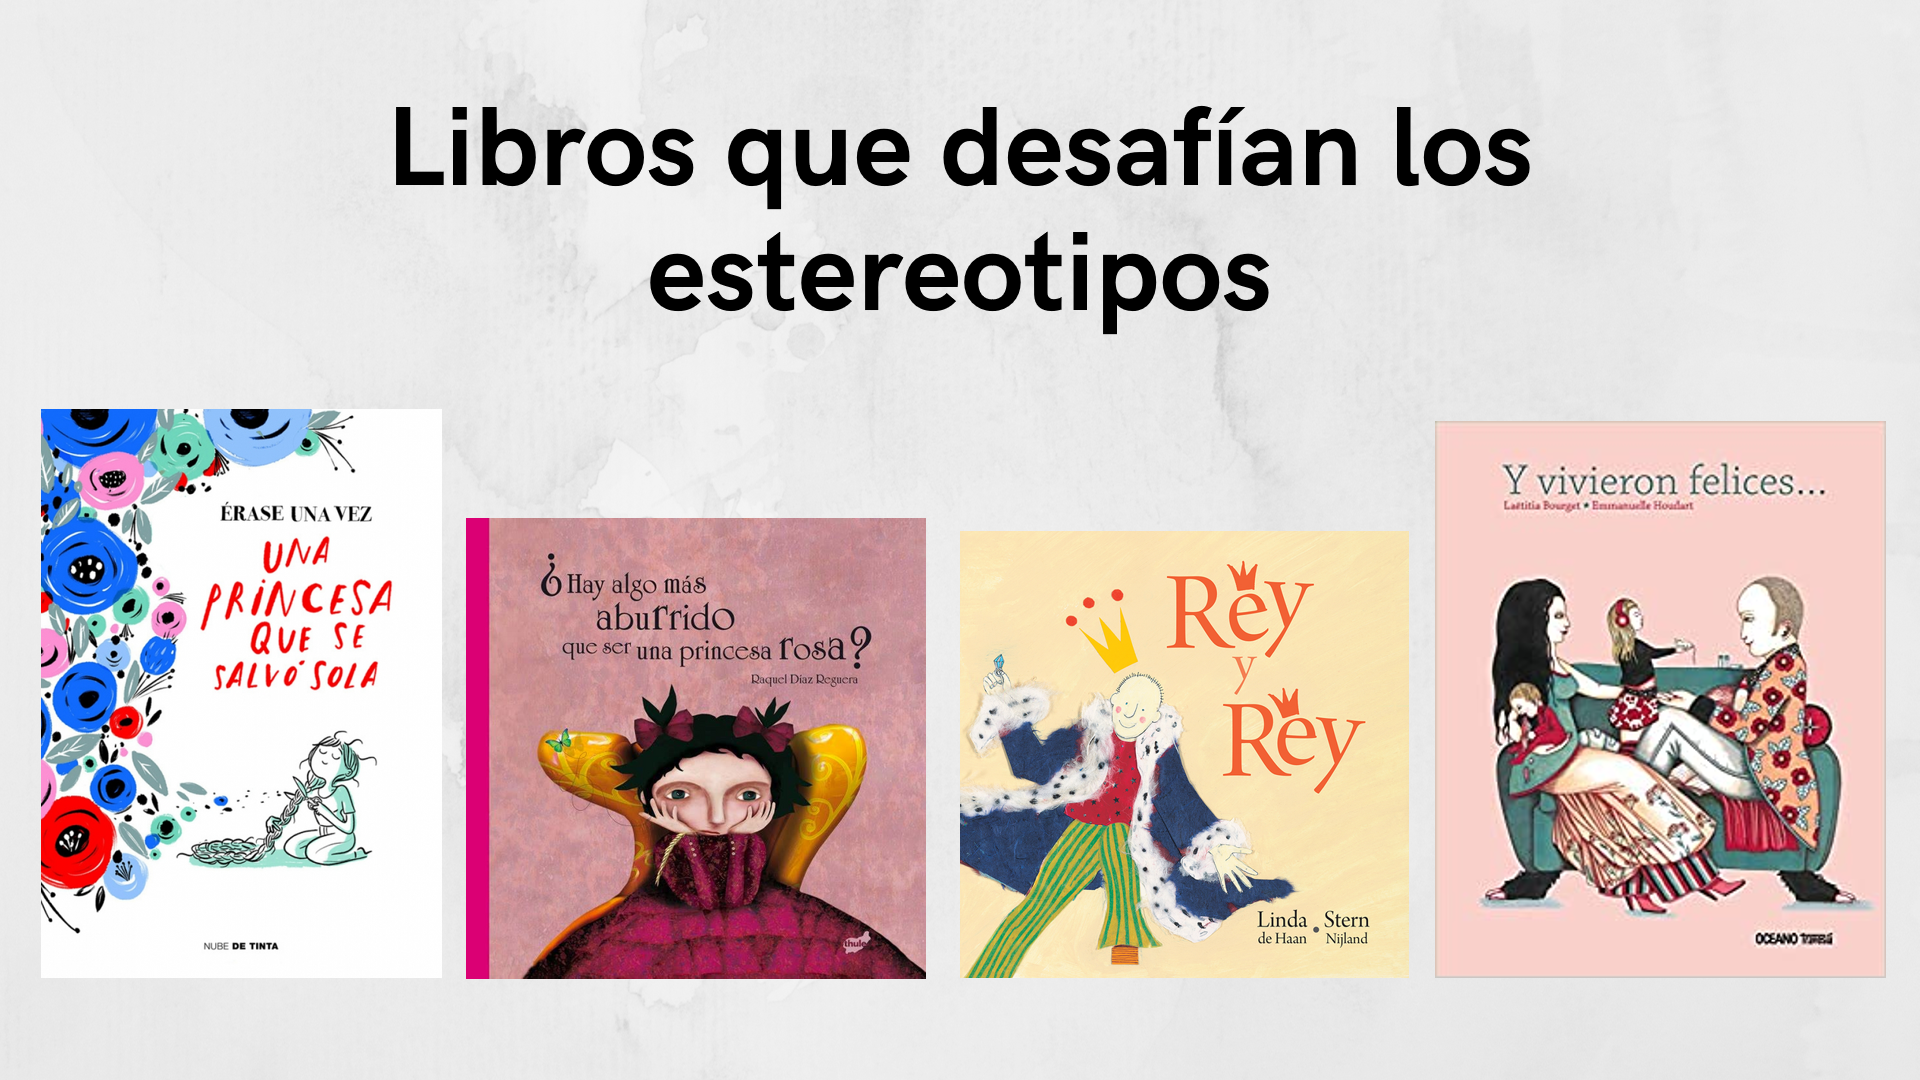 Libros que desafían los
estereotipos
ÉRASE UNA VEZ
UNA
PRINCESA
QUE SE
SALVÓ SOLA
NUBE DE TINTA
¿Hay algo más
aburrido
que ser una princesa rosa?
Raquel Díaz Reguera
thule
Rey
y
Rey
Linda • Stern
de Haan Nijland
Y vivieron felices...
Laëtitia Bourget • Emmanuelle Houdart
OCEANO Travesía